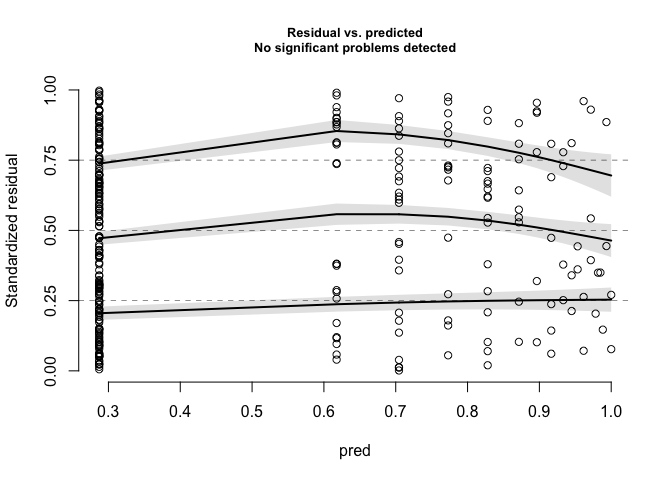 Residual vs. predicted
No significant problems detected
Standardized residual
1.00
0.75
0.50
0.25
0.00
0.3 0.4 0.5 0.6 0.7 0.8 0.9 1.0
pred